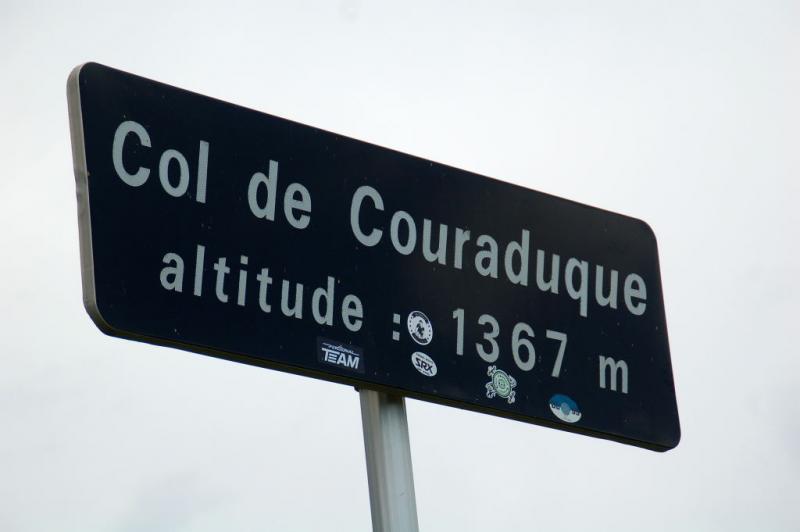 Col de Couraduque
altitude : 1367 m
TEAM
SRX